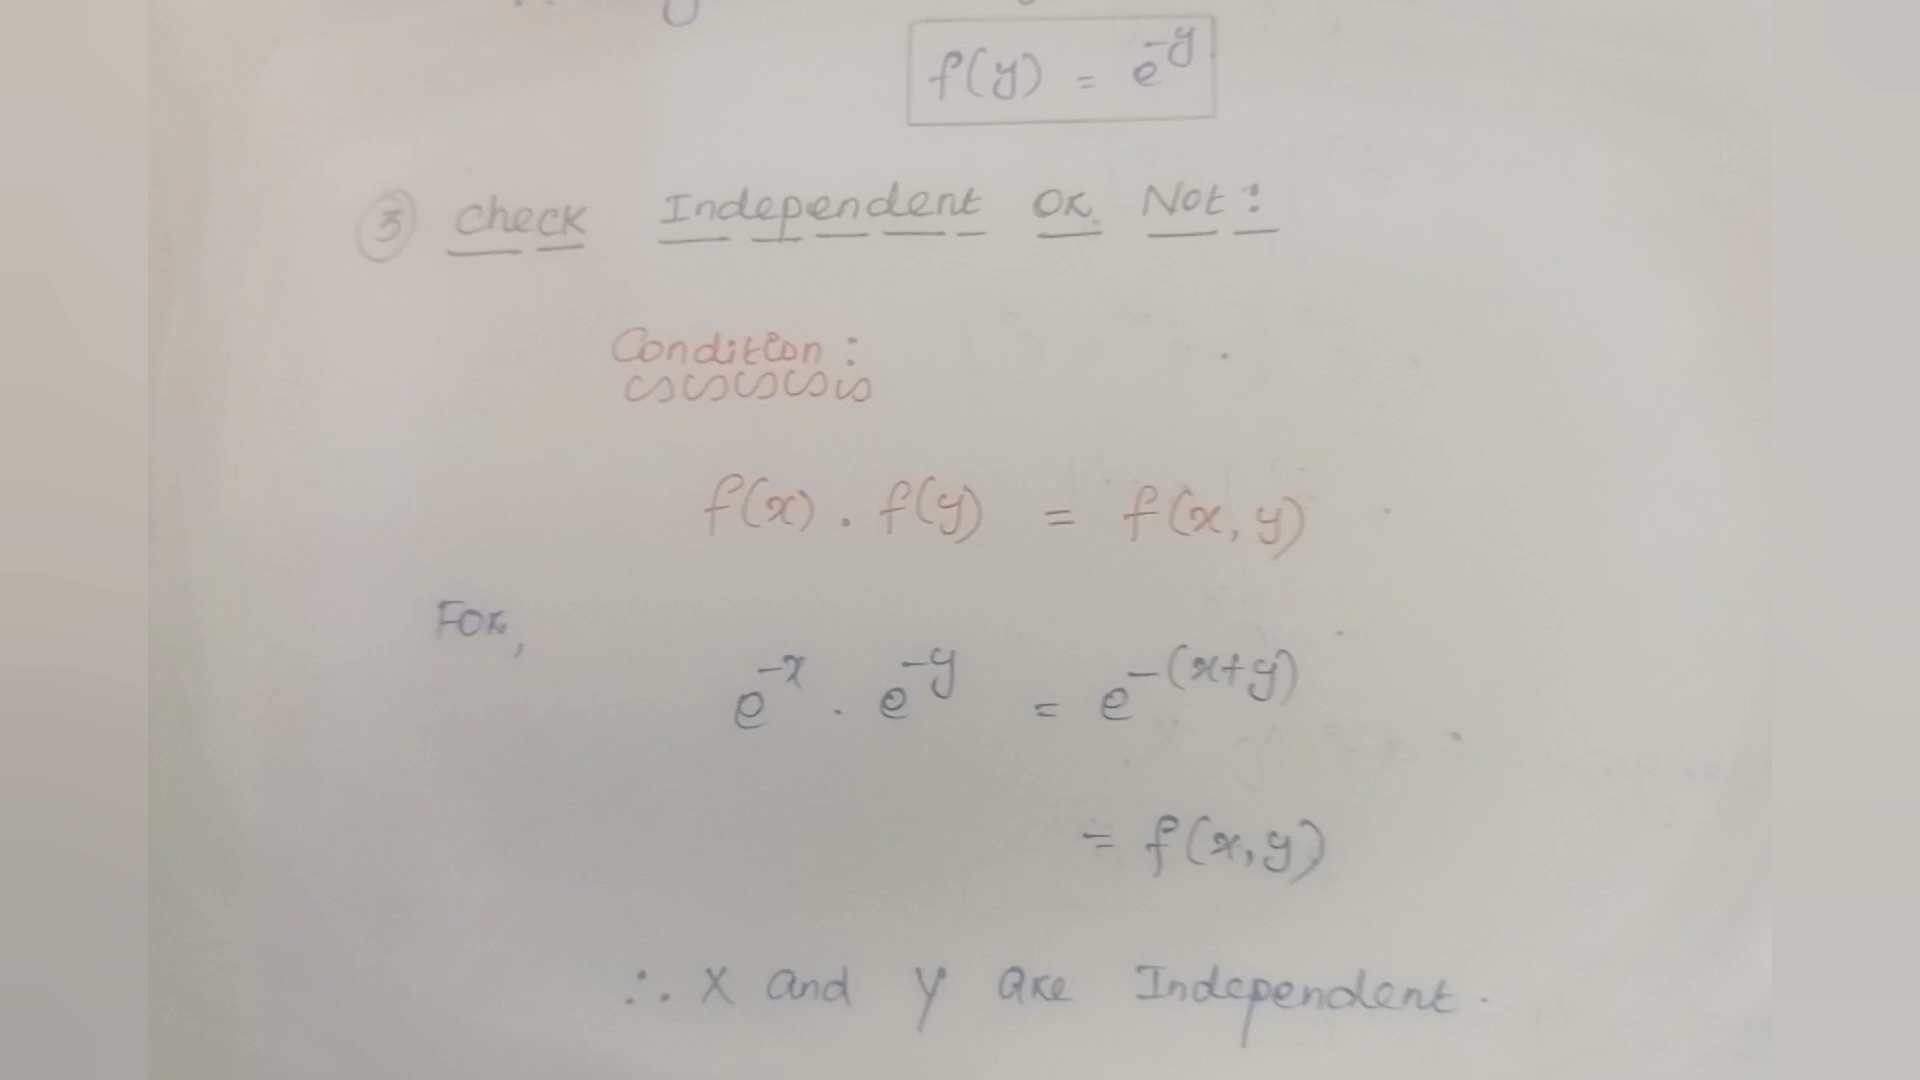 f(y) = e^-y
③ Check Independent Or Not:
Condition:
f(x) . f(y) = f(x, y)
For,
e^-x . e^-y = e^-(x+y)
= f(x,y)
∴ X and Y are Independent.